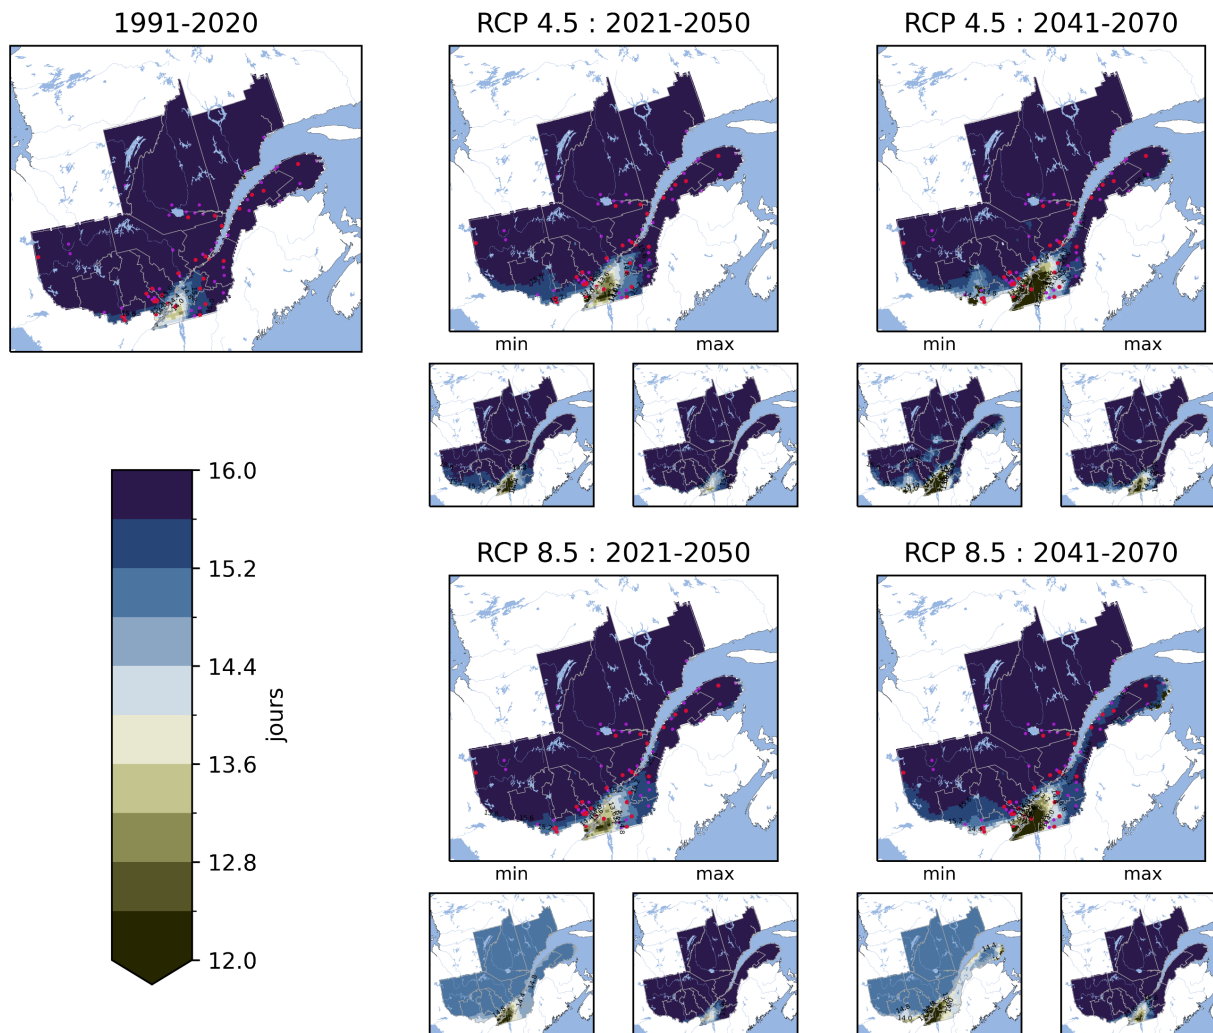 1991-2020
RCP 4.5 : 2021-2050
RCP 4.5 : 2041-2070
min
max
min
max
16.0
15.2
14.4
13.6
12.8
12.0
jours
RCP 8.5 : 2021-2050
RCP 8.5 : 2041-2070
min
max
min
max